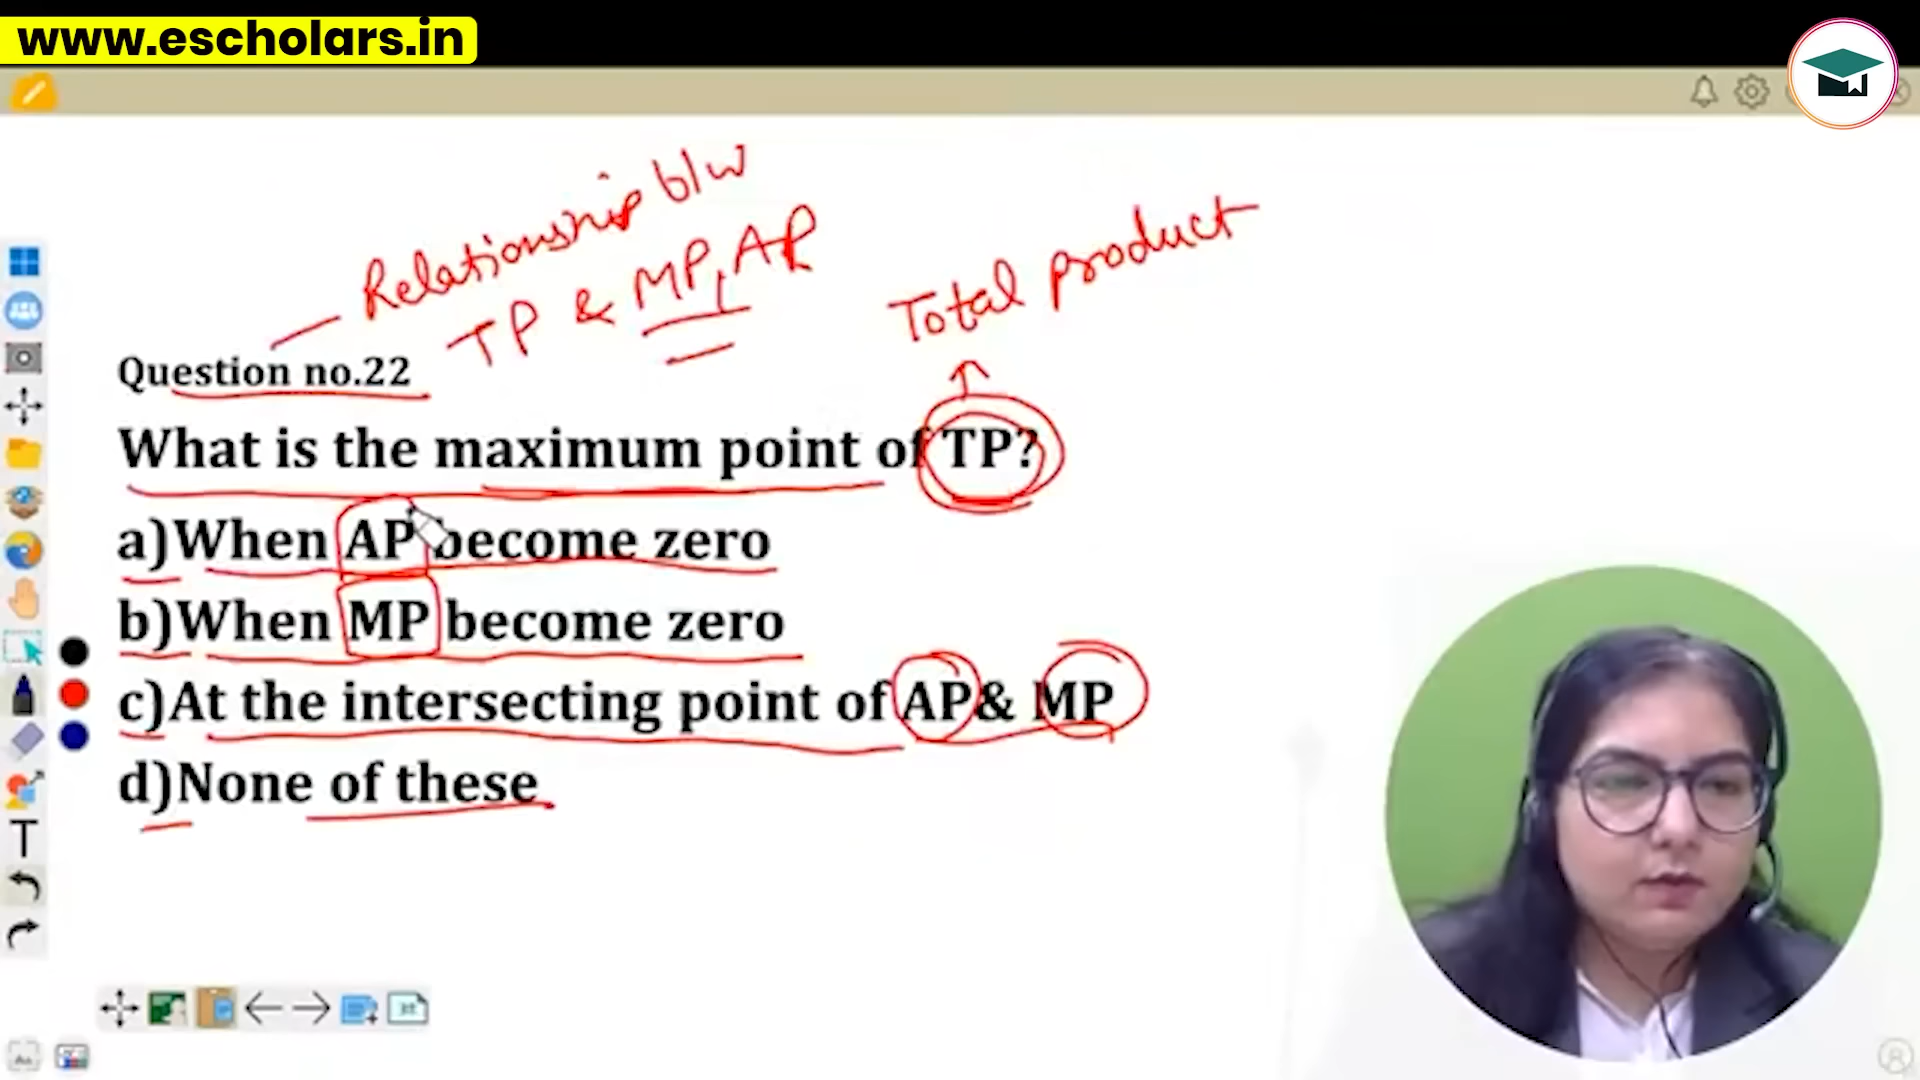 www.escholars.in
Relationship b/w
TP & MP, AP
Total product
Question no.22
What is the maximum point of TP?
a)When AP become zero
b)When MP become zero
c)At the intersecting point of AP& MP
d)None of these